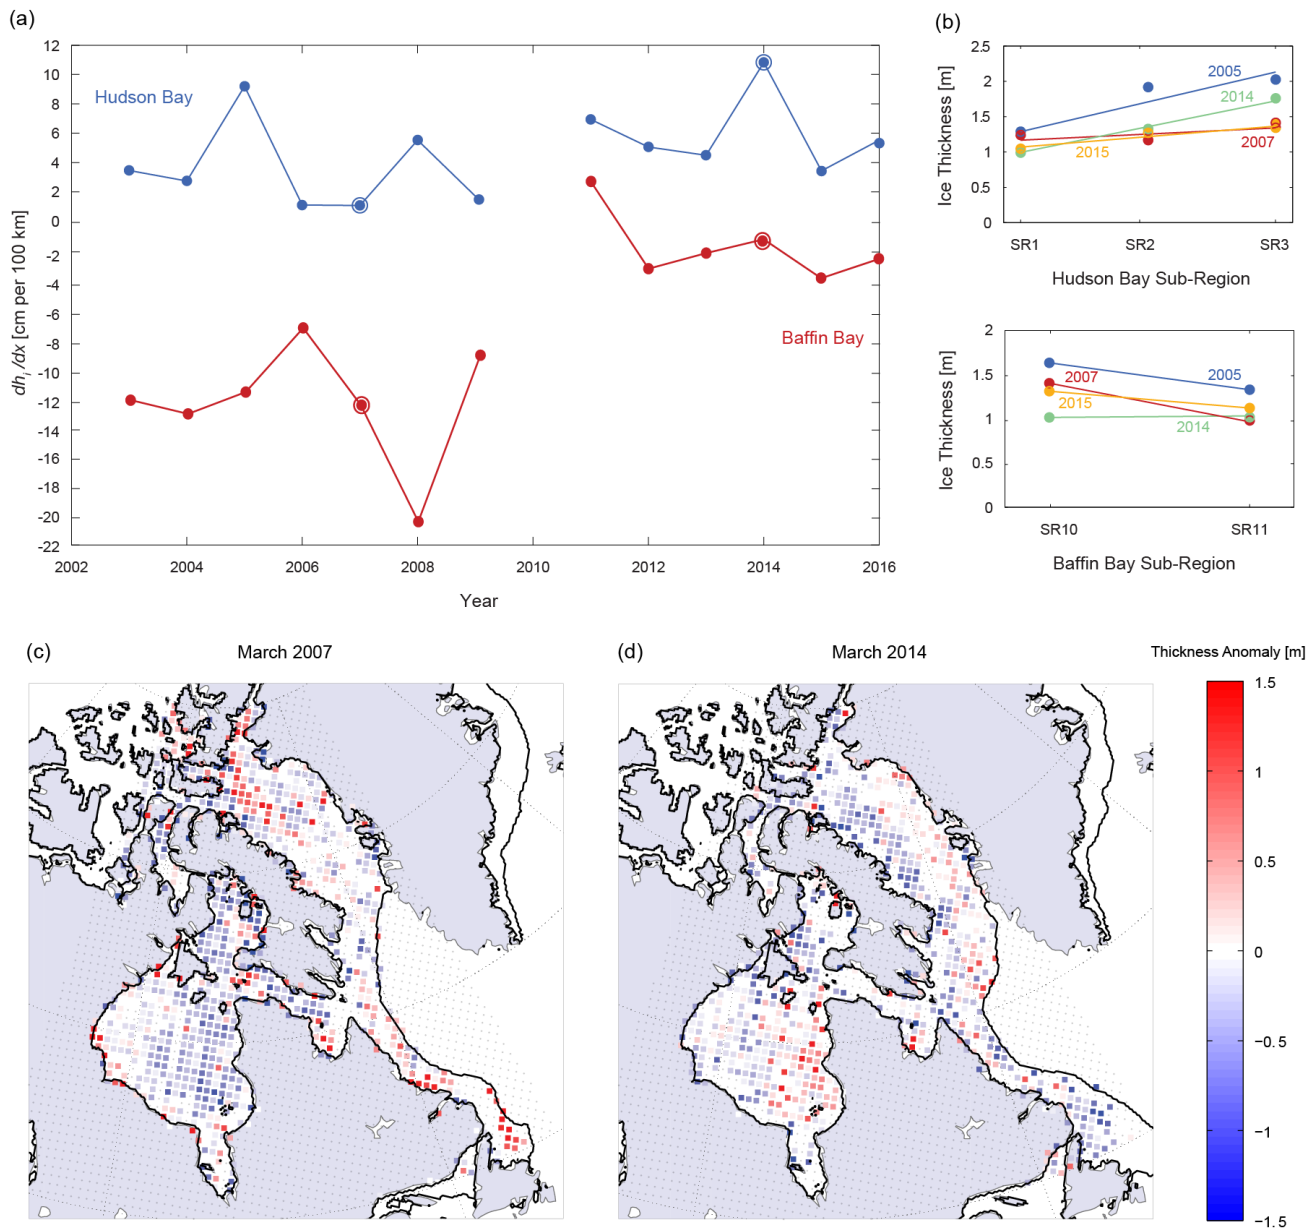 (a)
12
10
8
6
4
2
0
-2
-4
-6
-8
-10
-12
-14
-16
-18
-20
-22
dhi /dx [cm per 100 km]
Hudson Bay
Baffin Bay
2002 2004 2006 2008 2010 2012 2014 2016
Year
(b)
2.5
2
1.5
1
0.5
0
Ice Thickness [m]
2005
2014
2015
2007
SR1 SR2 SR3
Hudson Bay Sub-Region
2
1.5
1
0.5
0
Ice Thickness [m]
2007
2005
2015
2014
SR10 SR11
Baffin Bay Sub-Region
(c) March 2007
(d) March 2014
Thickness Anomaly [m]
1.5
1
0.5
0
−0.5
−1
−1.5